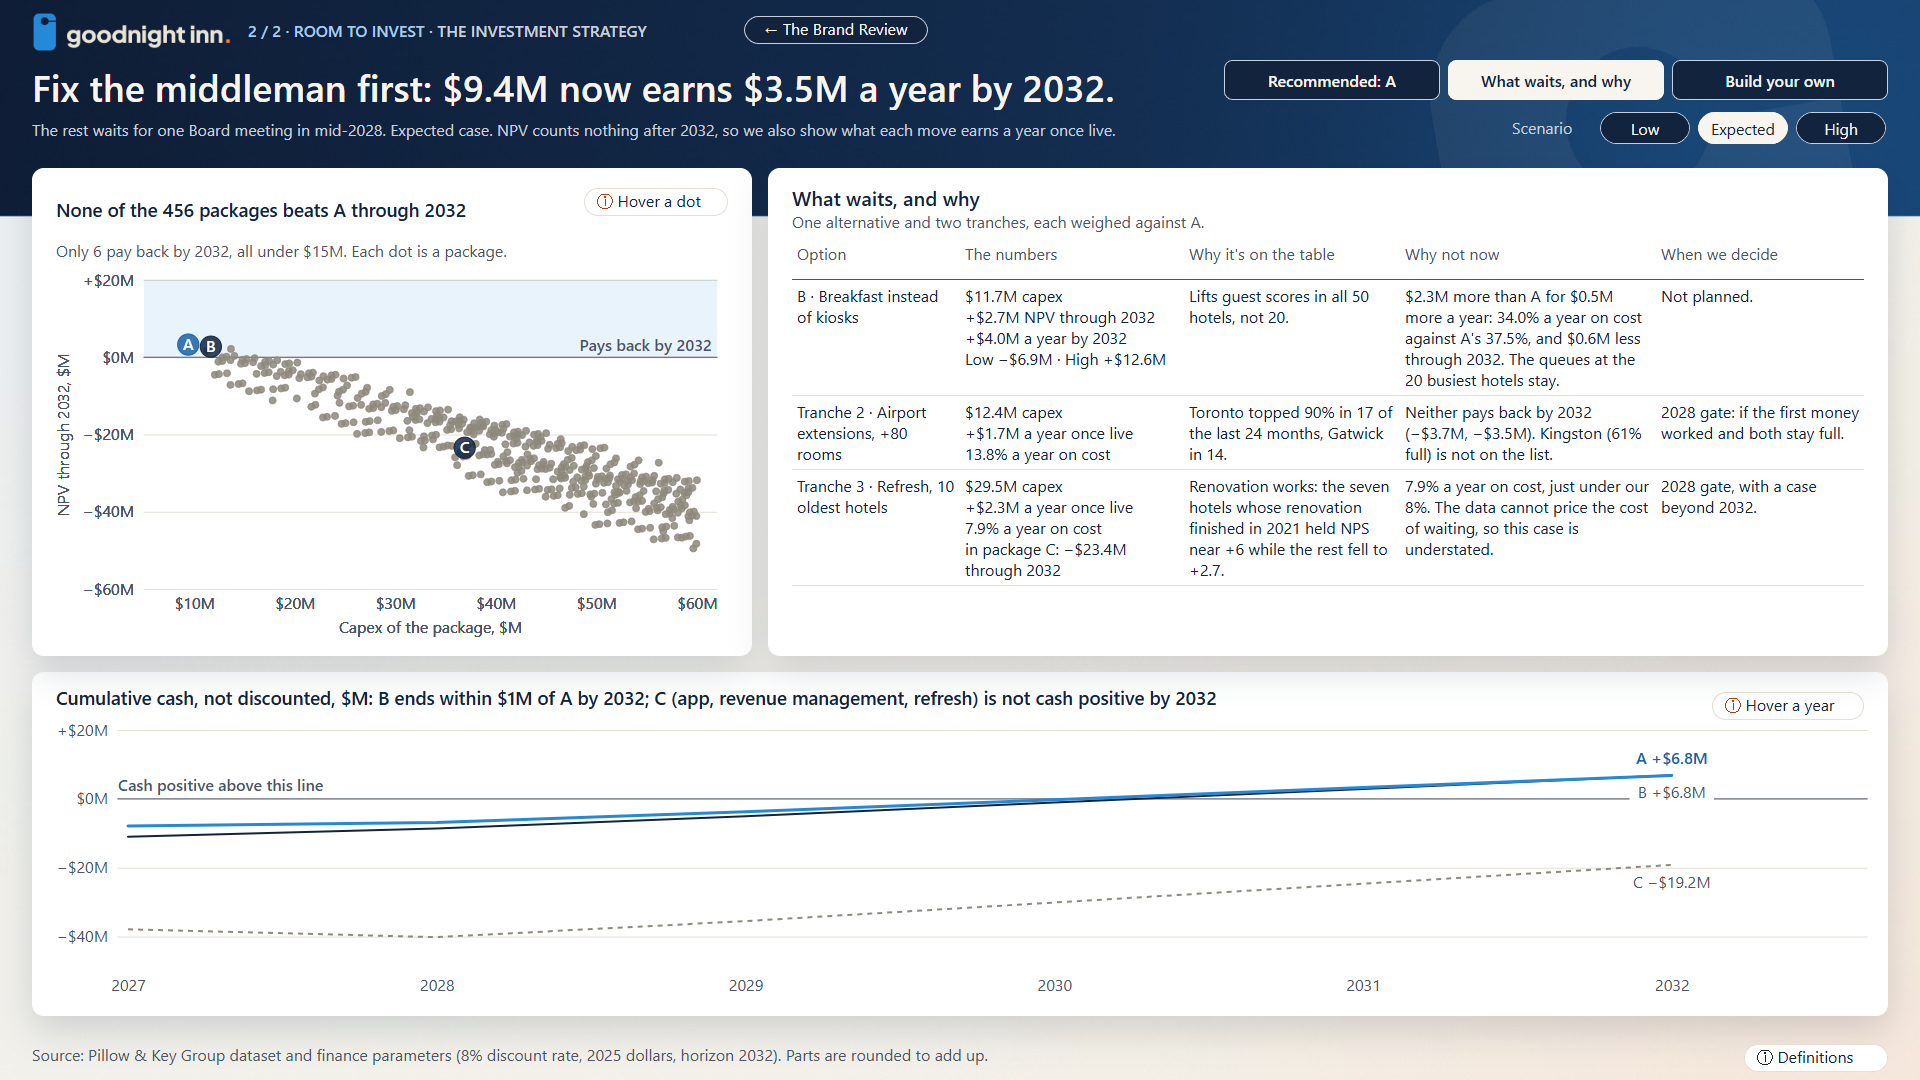 goodnight inn.
2 / 2 · ROOM TO INVEST · THE INVESTMENT STRATEGY
← The Brand Review
Fix the middleman first: $9.4M now earns $3.5M a year by 2032.
The rest waits for one Board meeting in mid-2028. Expected case. NPV counts nothing after 2032, so we also show what each move earns a year once live.
Recommended: A
What waits, and why
Build your own
Scenario
Low
Expected
High
None of the 456 packages beats A through 2032
ⓘ Hover a dot
Only 6 pay back by 2032, all under $15M. Each dot is a package.
+$20M
$0M
−$20M
−$40M
−$60M
NPV through 2032, $M
Pays back by 2032
A
B
C
$10M
$20M
$30M
$40M
$50M
$60M
Capex of the package, $M
What waits, and why
One alternative and two tranches, each weighed against A.
Option
The numbers
Why it's on the table
Why not now
When we decide
B · Breakfast instead
of kiosks
$11.7M capex
+$2.7M NPV through 2032
+$4.0M a year by 2032
Low −$6.9M · High +$12.6M
Lifts guest scores in all 50
hotels, not 20.
$2.3M more than A for $0.5M
more a year: 34.0% a year on cost
against A's 37.5%, and $0.6M less
through 2032. The queues at the
20 busiest hotels stay.
Not planned.
Tranche 2 · Airport
extensions, +80
rooms
$12.4M capex
+$1.7M a year once live
13.8% a year on cost
Toronto topped 90% in 17 of
the last 24 months, Gatwick
in 14.
Neither pays back by 2032
(−$3.7M, −$3.5M). Kingston (61%
full) is not on the list.
2028 gate: if the first money
worked and both stay full.
Tranche 3 · Refresh, 10
oldest hotels
$29.5M capex
+$2.3M a year once live
7.9% a year on cost
in package C: −$23.4M
through 2032
Renovation works: the seven
hotels whose renovation
finished in 2021 held NPS
near +6 while the rest fell to
+2.7.
7.9% a year on cost, just under our
8%. The data cannot price the cost
of waiting, so this case is
understated.
2028 gate, with a case
beyond 2032.
Cumulative cash, not discounted, $M: B ends within $1M of A by 2032; C (app, revenue management, refresh) is not cash positive by 2032
ⓘ Hover a year
+$20M
$0M
−$20M
−$40M
Cash positive above this line
A +$6.8M
B +$6.8M
C −$19.2M
2027
2028
2029
2030
2031
2032
Source: Pillow & Key Group dataset and finance parameters (8% discount rate, 2025 dollars, horizon 2032). Parts are rounded to add up.
ⓘ Definitions